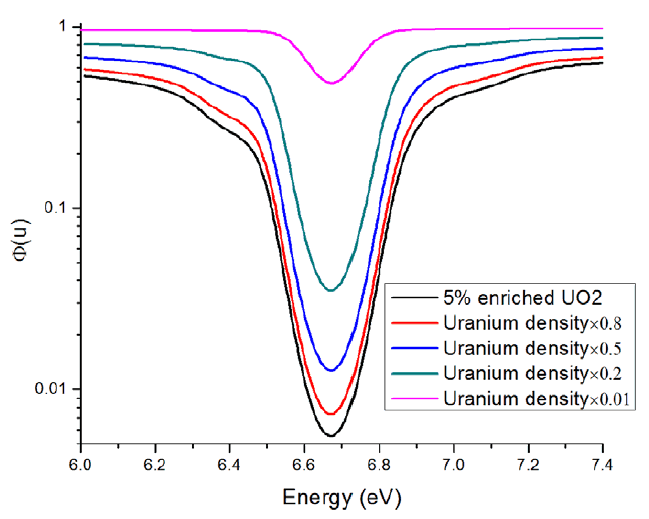 1
0.1
0.01
Φ(u)
5% enriched UO2
Uranium density×0.8
Uranium density×0.5
Uranium density×0.2
Uranium density×0.01
6.0 6.2 6.4 6.6 6.8 7.0 7.2 7.4
Energy (eV)